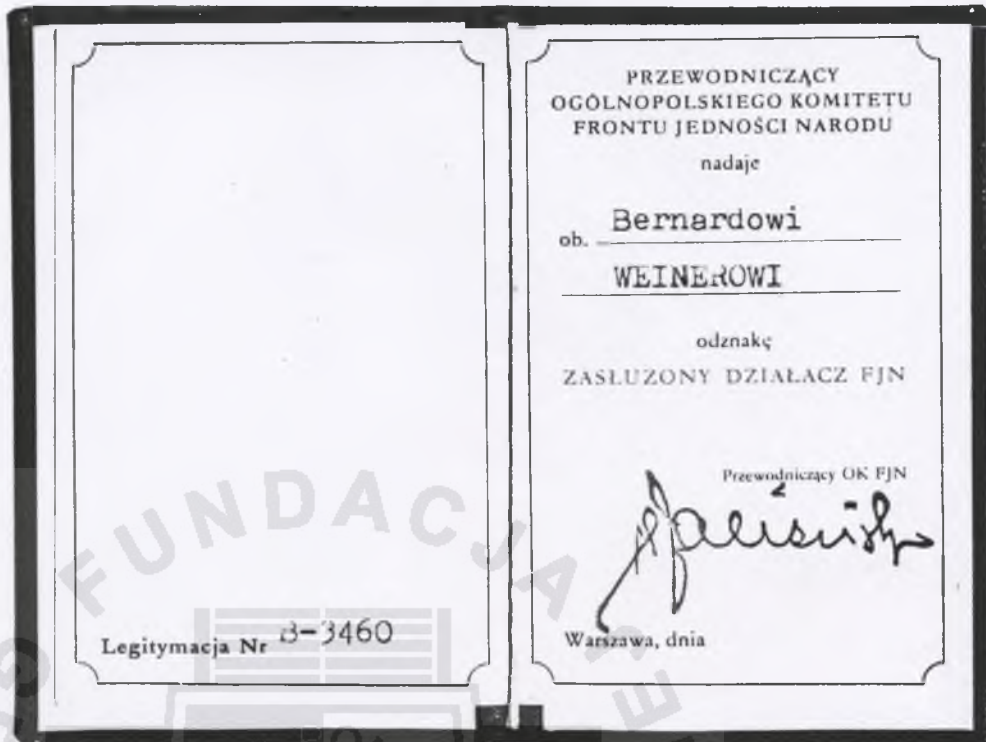 Legitymacja Nr B-3460
PRZEWODNICZĄCY
OGÓLNOPOLSKIEGO KOMITETU
FRONTU JEDNOŚCI NARODU
nadaje
ob. Bernardowi
WEINEROWI
odznakę
ZASŁUŻONY DZIAŁACZ FJN
Przewodniczący OK FJN
Warszawa, dnia
FUNDACJA